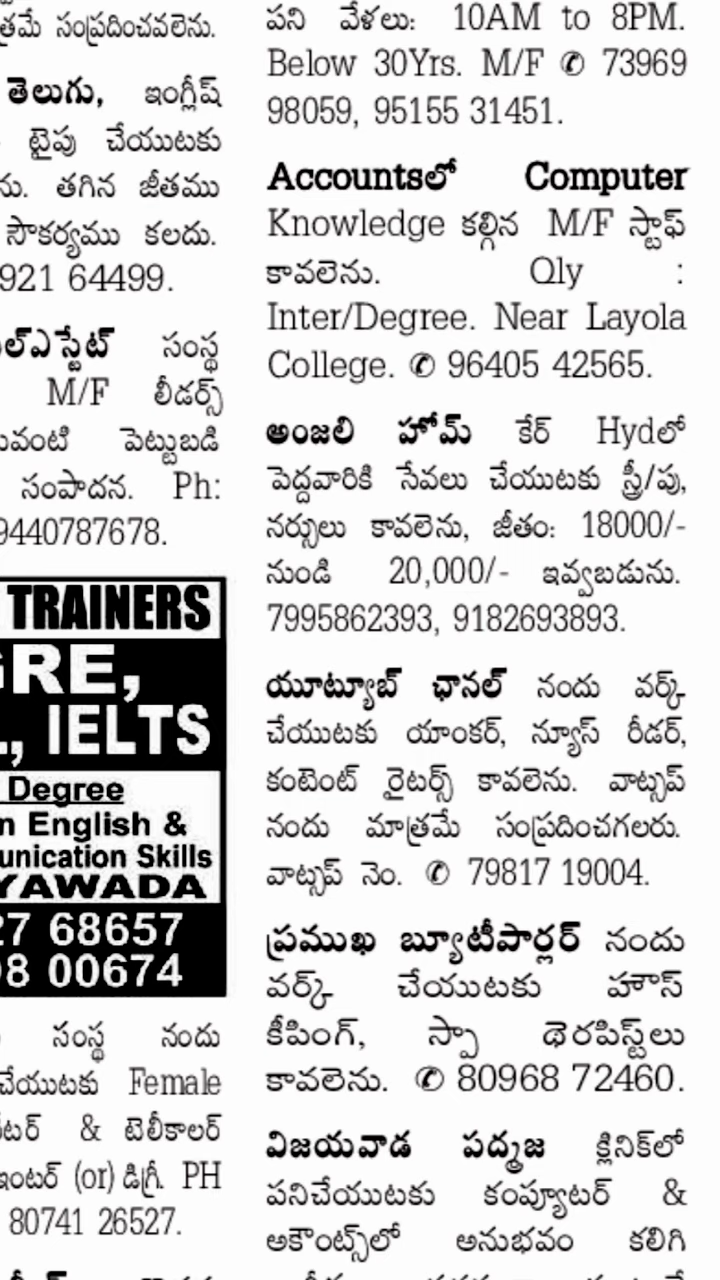 సంప్రదించవలెను.
తెలుగు, ఇంగ్లీష్
టైపు చేయుటకు
తగిన జీతము
సౌకర్యము కలదు.
921 64499.
సంస్థ
M/F లీడర్స్
పెట్టుబడి
సంపాదన. Ph:
9440787678.
TRAINERS
GRE,
IELTS
Degree
n English &
unication Skills
YAWADA
27 68657
98 00674
సంస్థ నందు
చేయుటకు Female
& టెలీకాలర్
ఇంటర్ (or) డిగ్రీ. PH
80741 26527.
పని వేళలు: 10AM to 8PM.
Below 30Yrs. M/F ✆ 73969
98059, 95155 31451.
Accountsలో Computer
Knowledge కల్గిన M/F స్టాఫ్
కావలెను. Qly :
Inter/Degree. Near Layola
College. ✆ 96405 42565.
అంజలి హోమ్ కేర్ Hydలో
పెద్దవారికి సేవలు చేయుటకు స్త్రీ/పు,
నర్సులు కావలెను, జీతం: 18000/-
నుండి 20,000/- ఇవ్వబడును.
7995862393, 9182693893.
యూట్యూబ్ ఛానల్ నందు వర్క్
చేయుటకు యాంకర్, న్యూస్ రీడర్,
కంటెంట్ రైటర్స్ కావలెను. వాట్సప్
నందు మాత్రమే సంప్రదించగలరు.
వాట్సప్ నెం. ✆ 79817 19004.
ప్రముఖ బ్యూటీపార్లర్ నందు
వర్క్ చేయుటకు హౌస్
కీపింగ్, స్పా థెరపిస్ట్‌లు
కావలెను. ✆ 80968 72460.
విజయవాడ పద్మజ క్లినిక్‌లో
పనిచేయుటకు కంప్యూటర్ &
అకౌంట్స్‌లో అనుభవం కలిగి